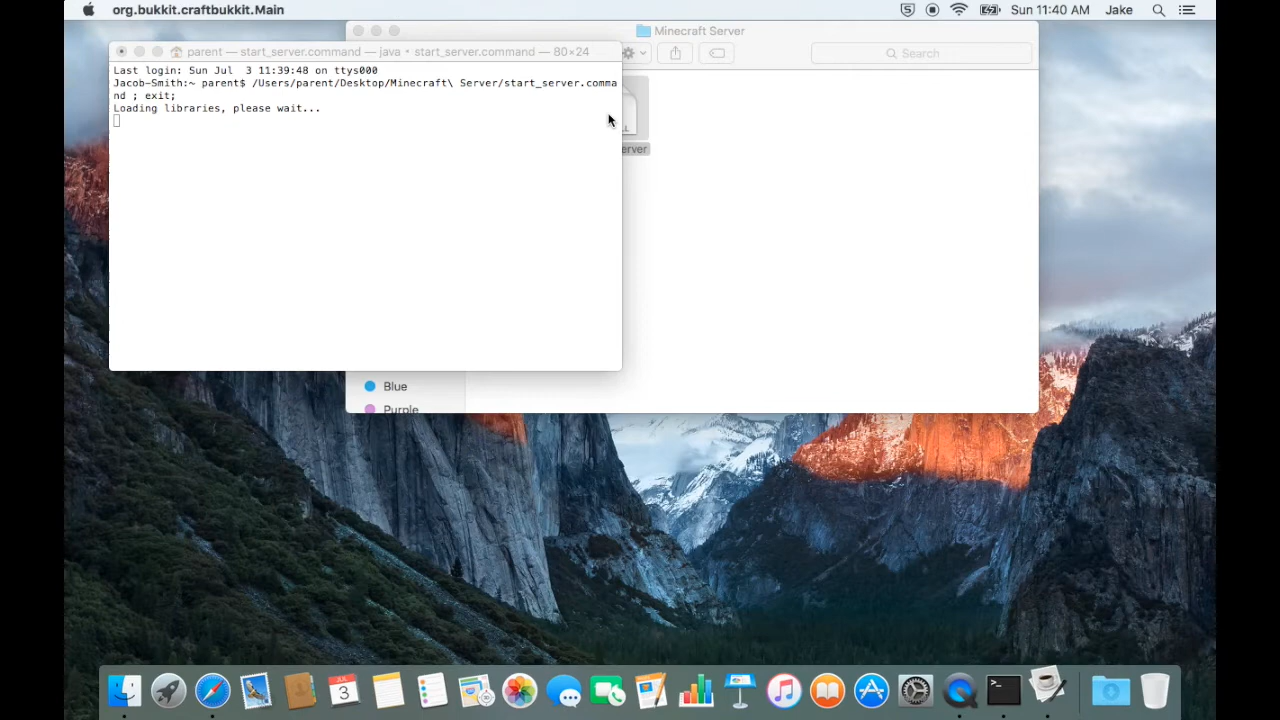 org.bukkit.craftbukkit.Main
Sun 11:40 AM Jake
Minecraft Server
parent — start_server.command — java • start_server.command — 80×24
Search
Last login: Sun Jul  3 11:39:48 on ttys000
Jacob-Smith:~ parent$ /Users/parent/Desktop/Minecraft\ Server/start_server.comma
nd ; exit;
Loading libraries, please wait...
LL
erver
Blue
Purple
JUL
3
>_